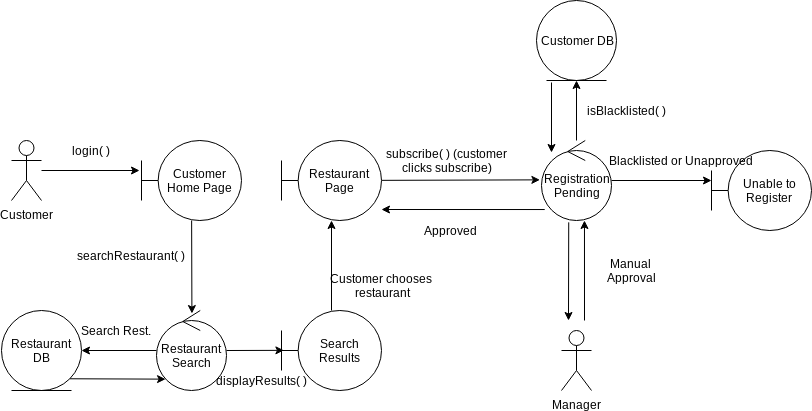 Customer DB
isBlacklisted( )
login( )
Customer
Home Page
Customer
Restaurant
Page
subscribe( ) (customer
clicks subscribe)
Registration
Pending
Blacklisted or Unapproved
Unable to
Register
Approved
searchRestaurant( )
Customer chooses
restaurant
Manual
Approval
Restaurant
DB
Search Rest.
Restaurant
Search
displayResults( )
Search
Results
Manager